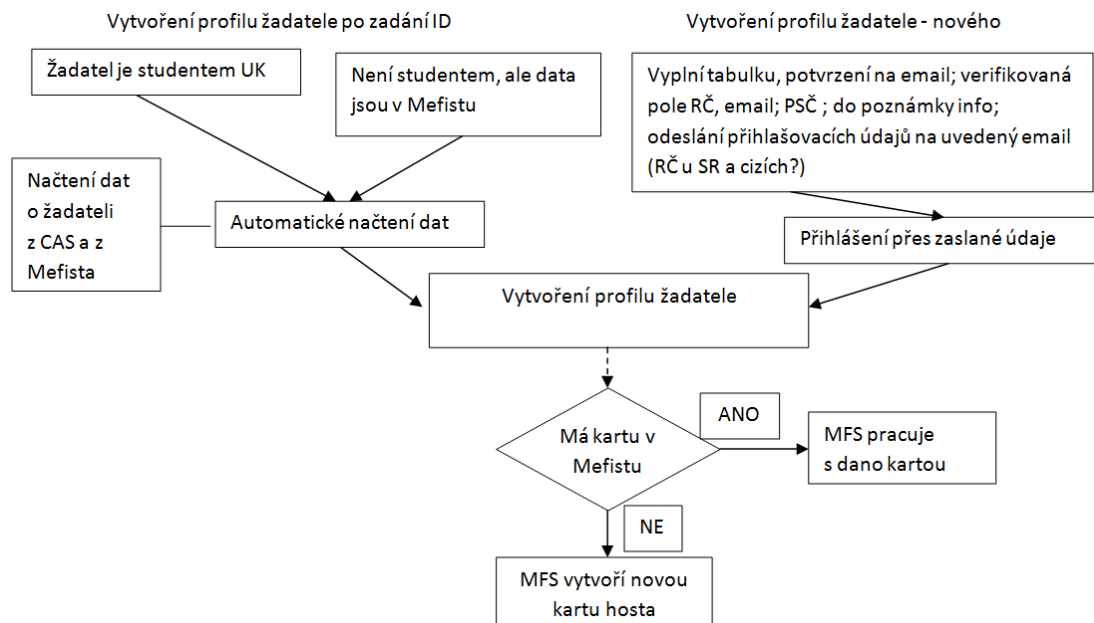 Vytvoření profilu žadatele po zadání ID
Vytvoření profilu žadatele - nového
Žadatel je studentem UK
Není studentem, ale data
jsou v Mefistu
Vyplní tabulku, potvrzení na email; verifikovaná
pole RČ, email; PSČ ; do poznámky info;
odeslání přihlašovacích údajů na uvedený email
(RČ u SR a cizích?)
Načtení dat
o žadateli
z CAS a z
Mefista
Automatické načtení dat
Přihlášení přes zaslané údaje
Vytvoření profilu žadatele
Má kartu v
Mefistu
ANO
MFS pracuje
s dano kartou
NE
MFS vytvoří novou
kartu hosta